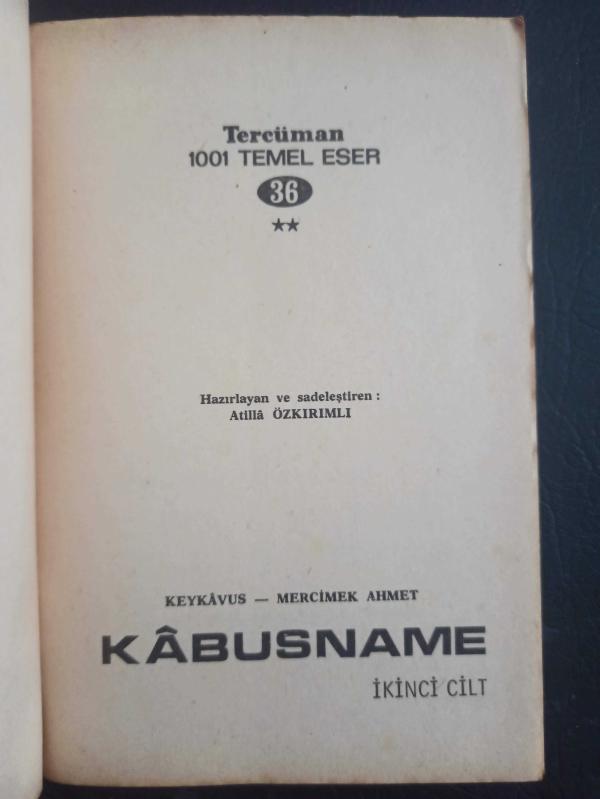 Tercüman
1001 TEMEL ESER
36
★★
Hazırlayan ve sadeleştiren :
Atillâ ÖZKIRIMLI
KEYKÂVUS — MERCİMEK AHMET
KÂBUSNAME
İKİNCİ CİLT